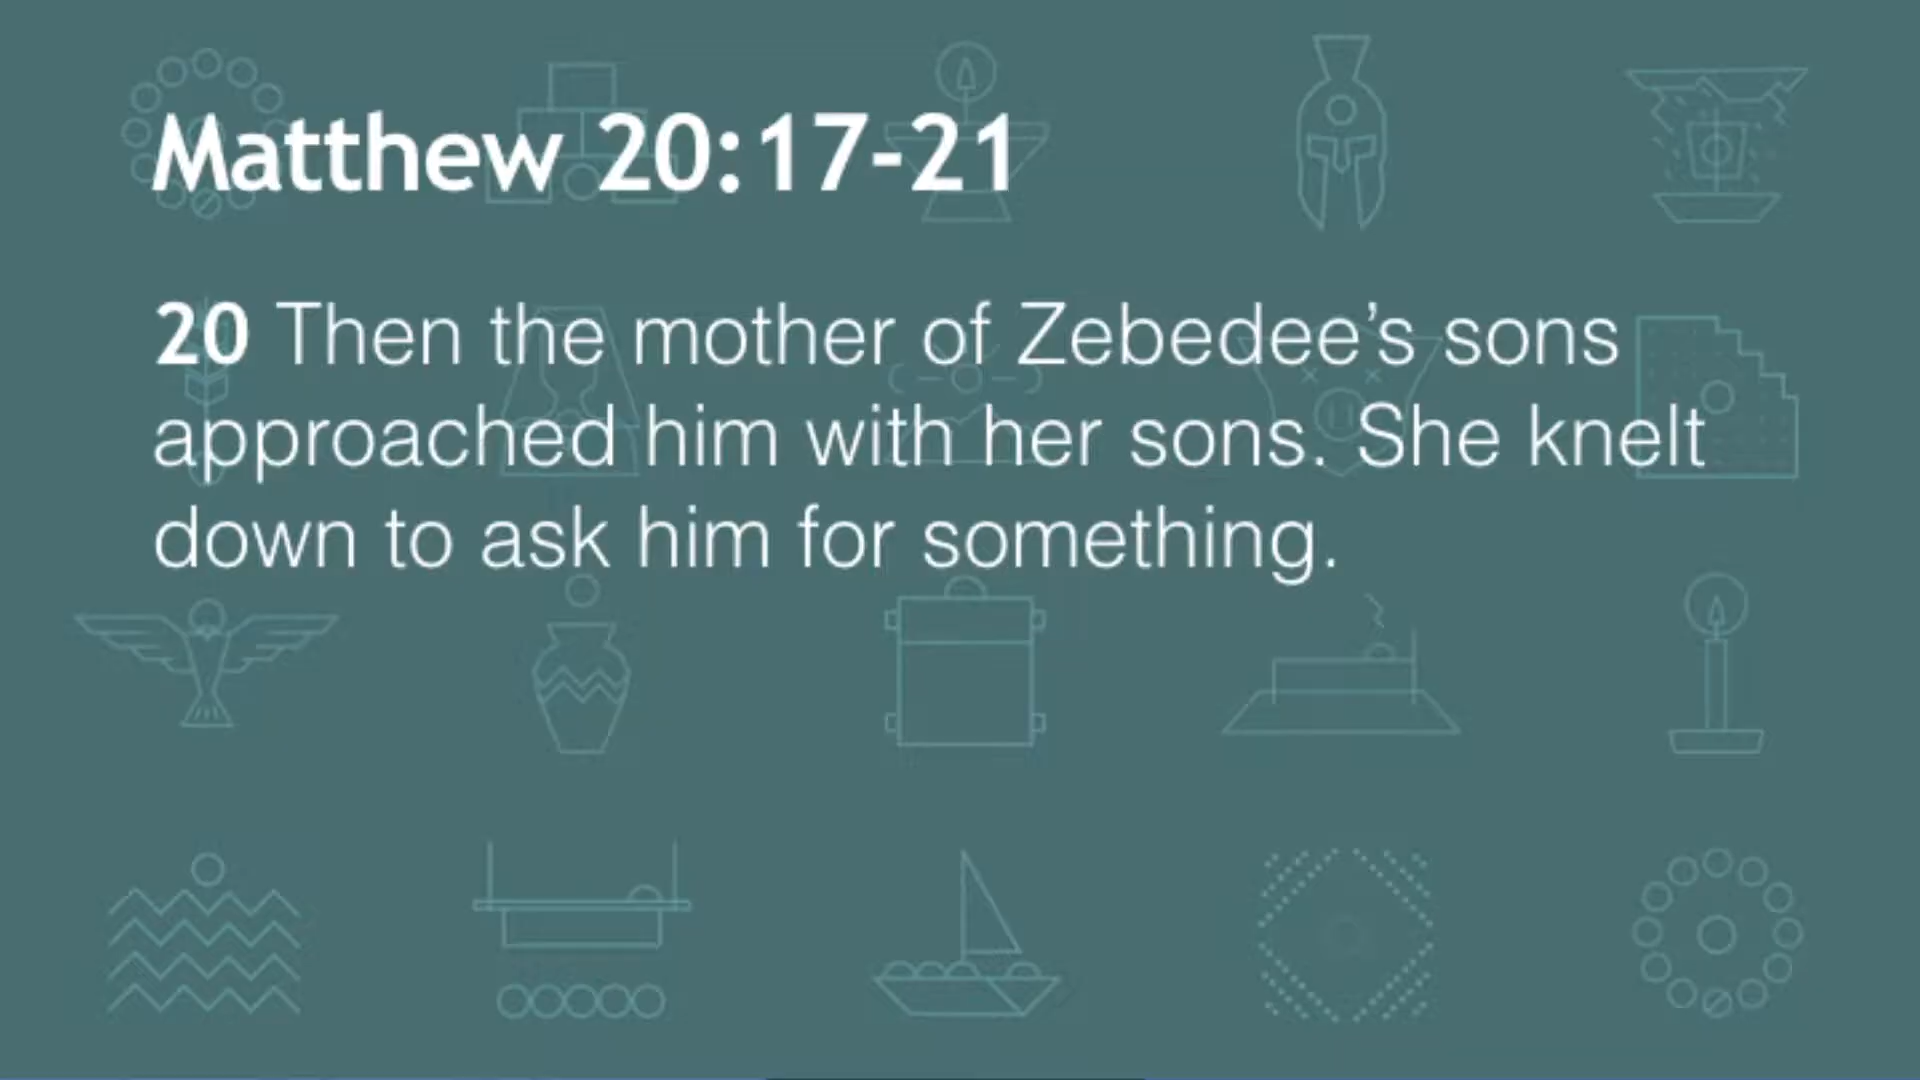 Matthew 20:17-21
20 Then the mother of Zebedee’s sons
approached him with her sons. She knelt
down to ask him for something.